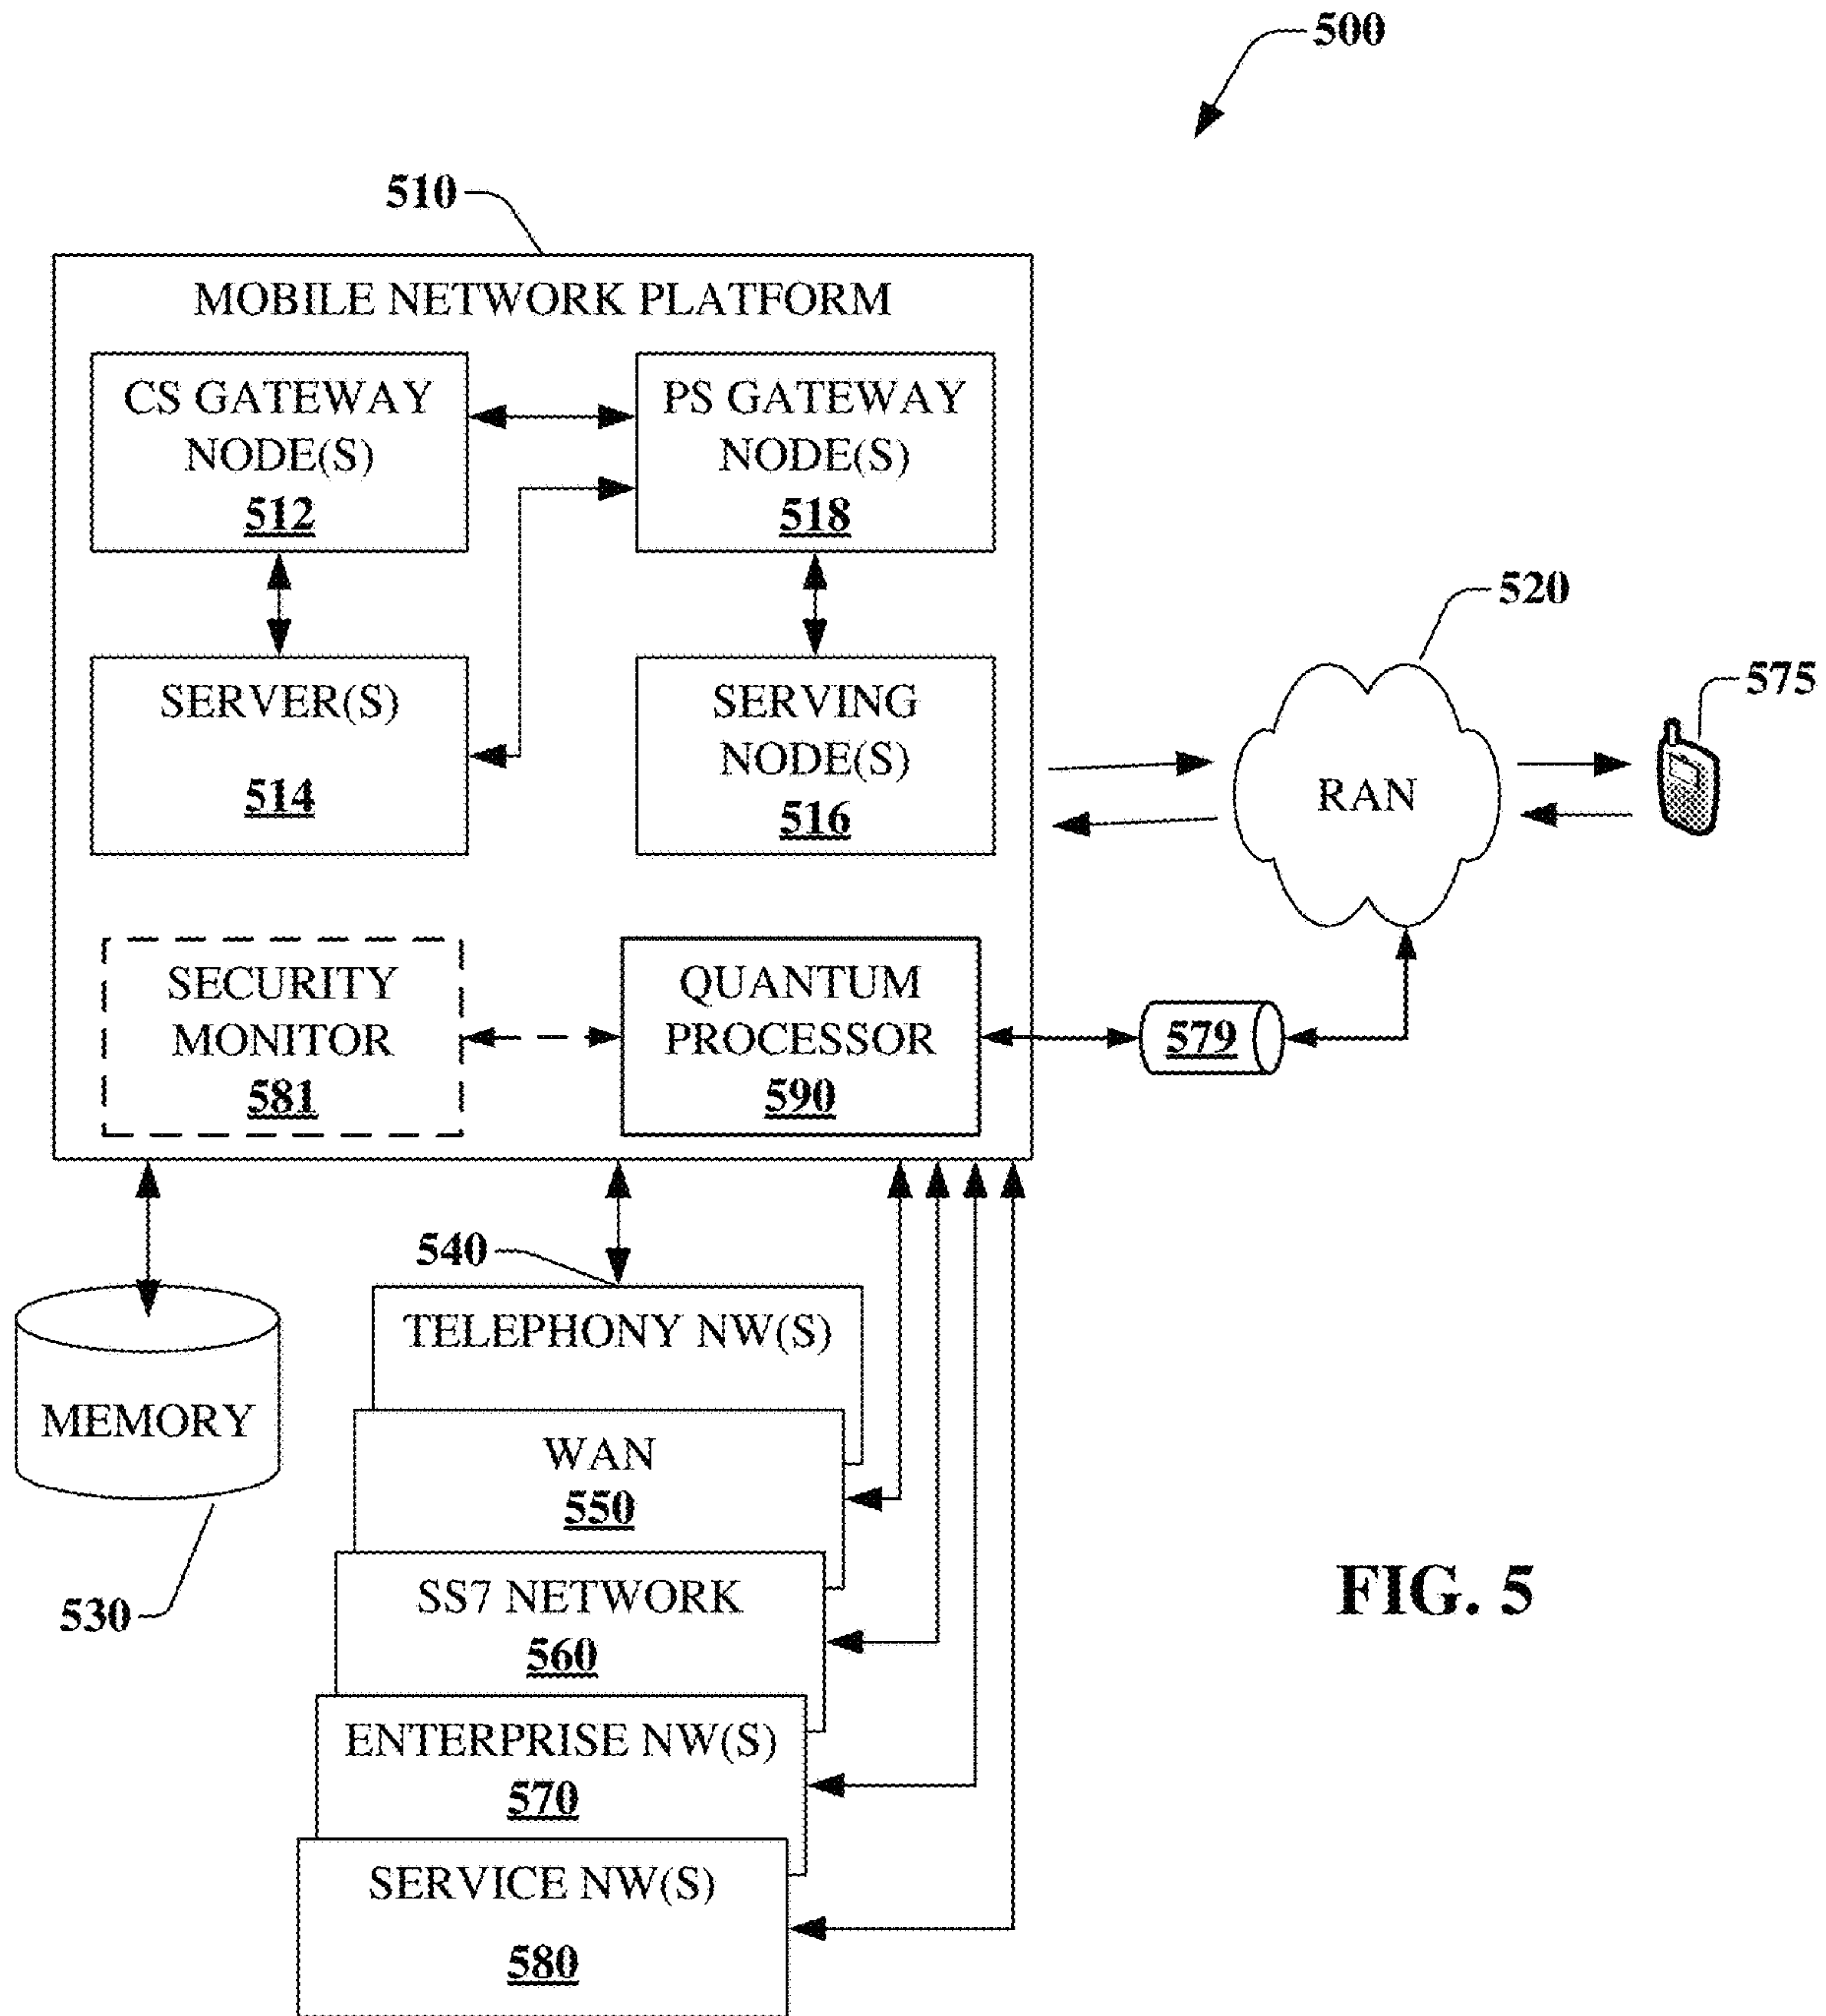 500
510
MOBILE NETWORK PLATFORM
CS GATEWAY
NODE(S)
512
PS GATEWAY
NODE(S)
518
SERVER(S)
514
SERVING
NODE(S)
516
520
RAN
575
SECURITY
MONITOR
581
QUANTUM
PROCESSOR
590
579
540
TELEPHONY NW(S)
MEMORY
530
WAN
550
SS7 NETWORK
560
ENTERPRISE NW(S)
570
SERVICE NW(S)
580
FIG. 5